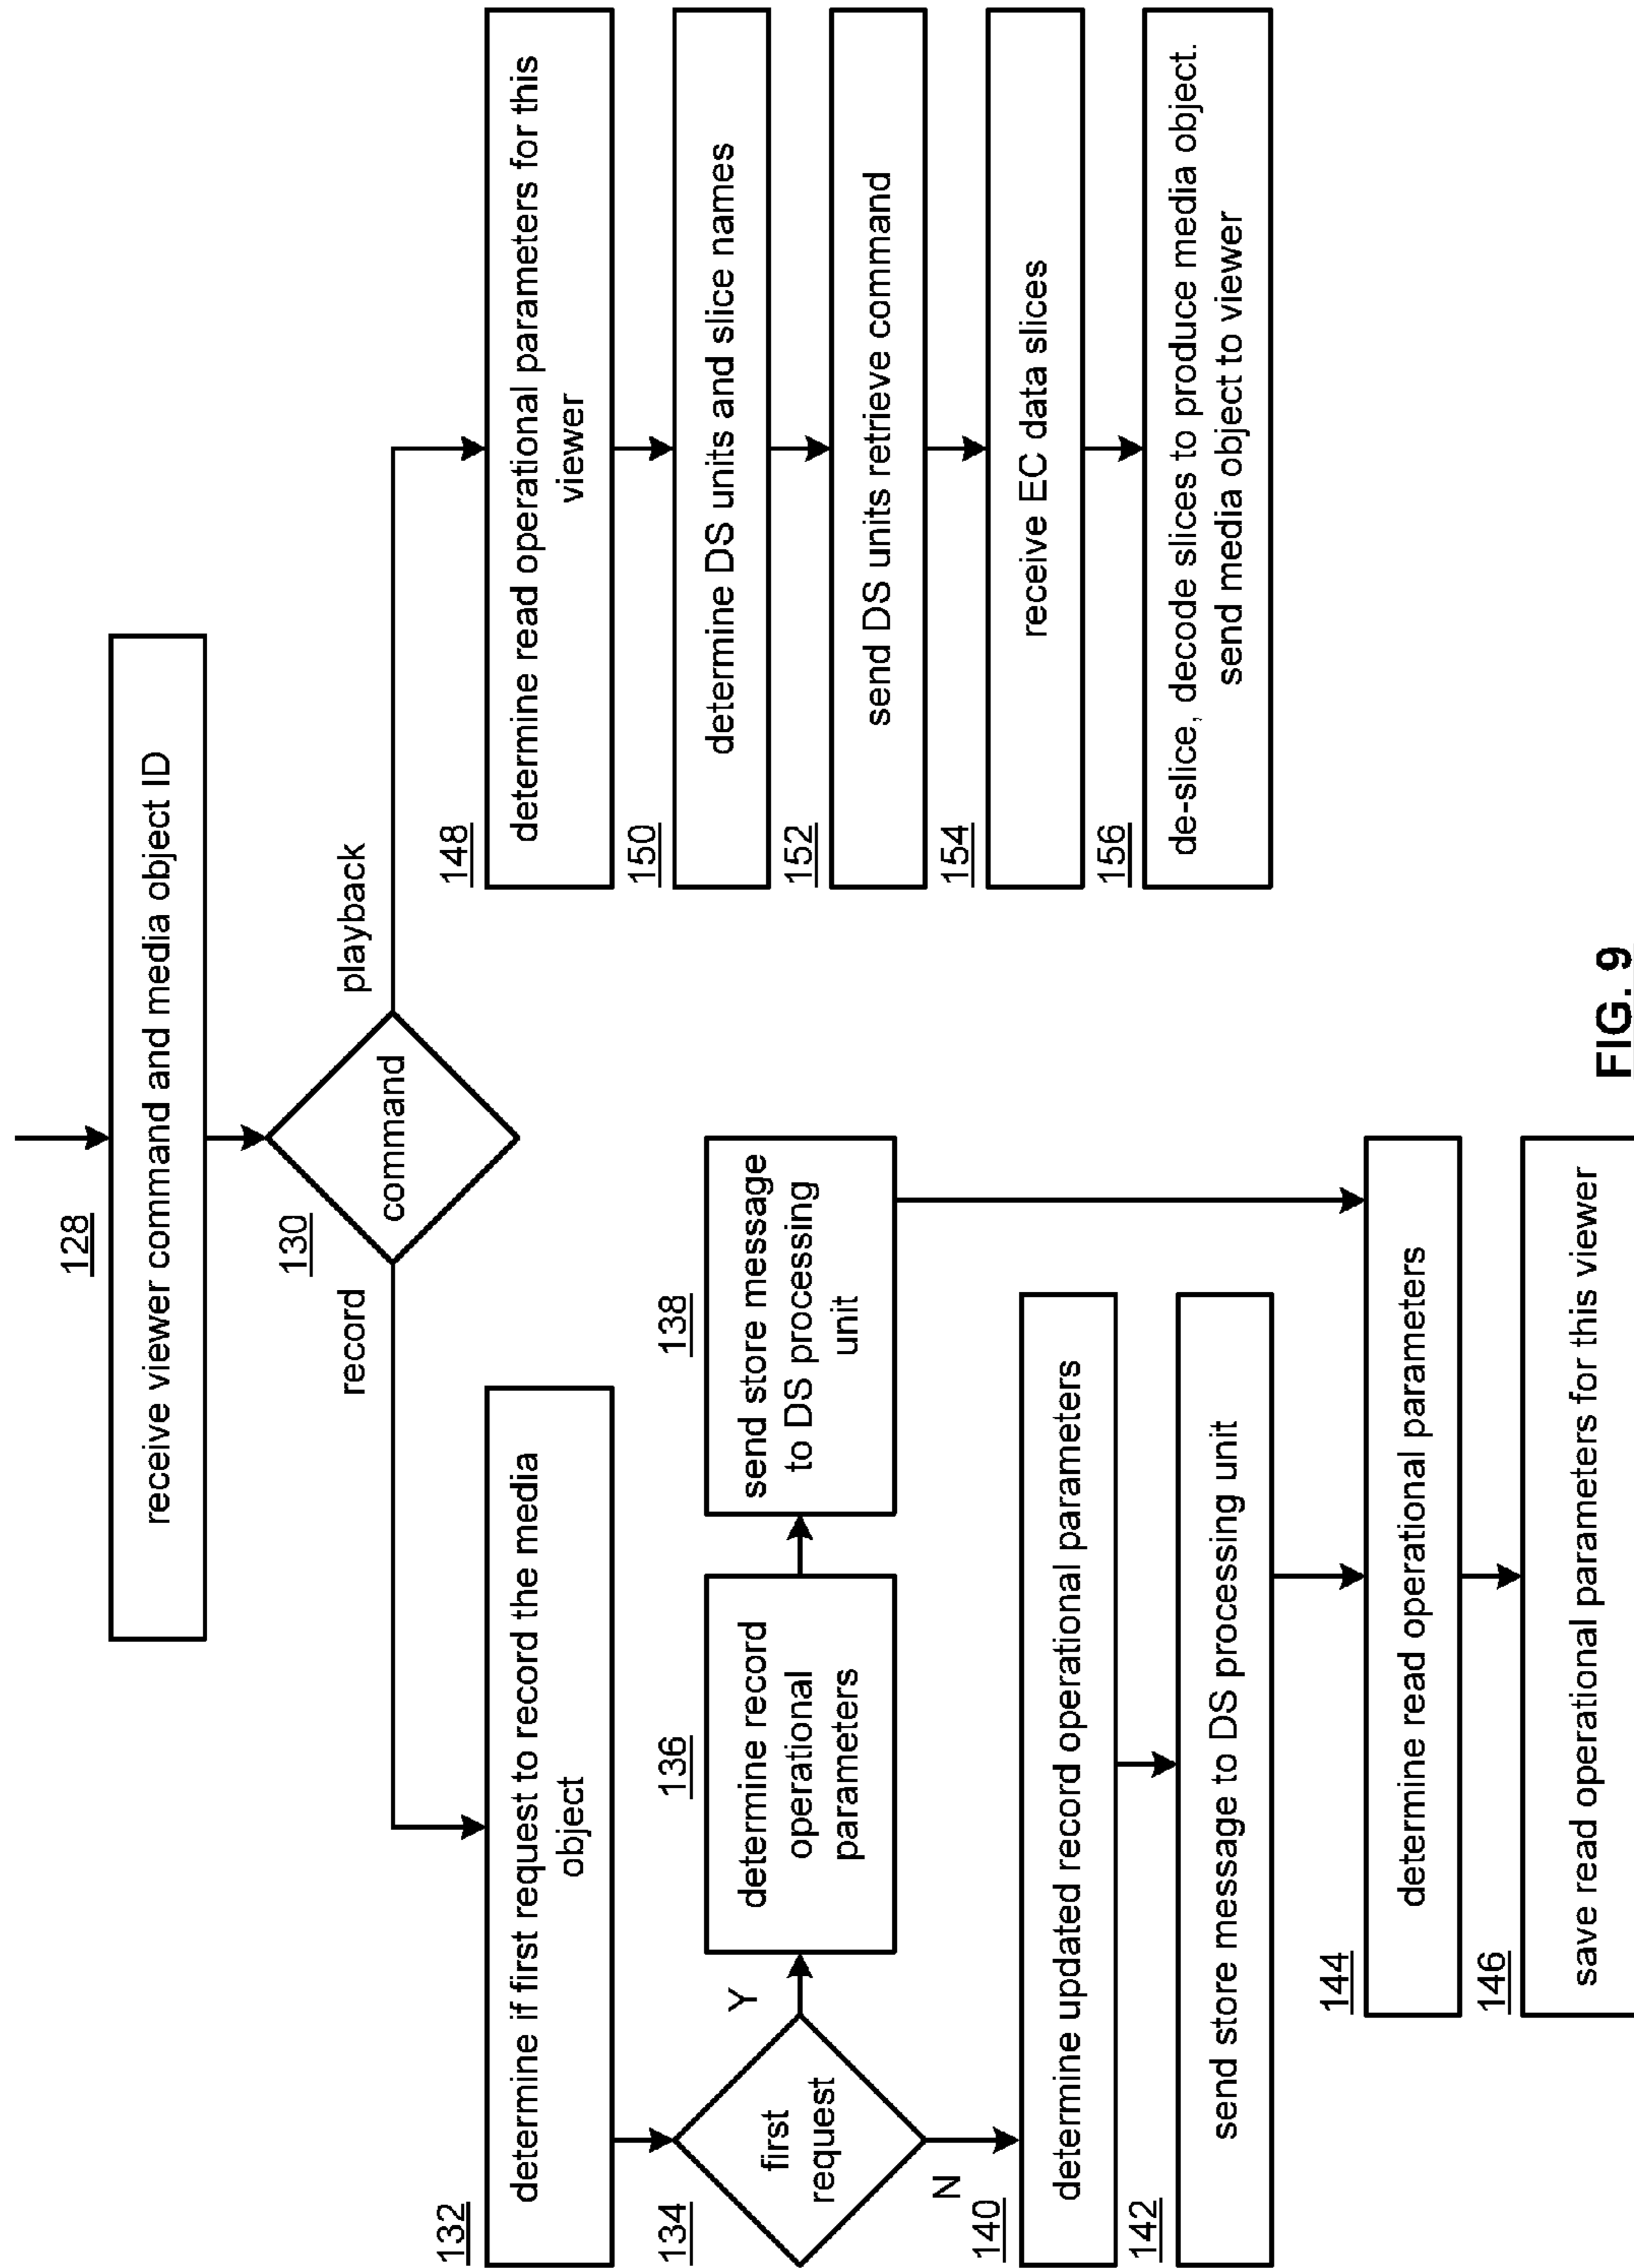 128
receive viewer command and media object ID
130
command
record
playback
132
determine if first request to record the media
object
134
first
request
Y
N
136
determine record
operational
parameters
138
send store message
to DS processing
unit
140
determine updated record operational parameters
142
send store message to DS processing unit
144
determine read operational parameters
146
save read operational parameters for this viewer
148
determine read operational parameters for this
viewer
150
determine DS units and slice names
152
send DS units retrieve command
154
receive EC data slices
156
de-slice, decode slices to produce media object.
send media object to viewer
FIG. 9